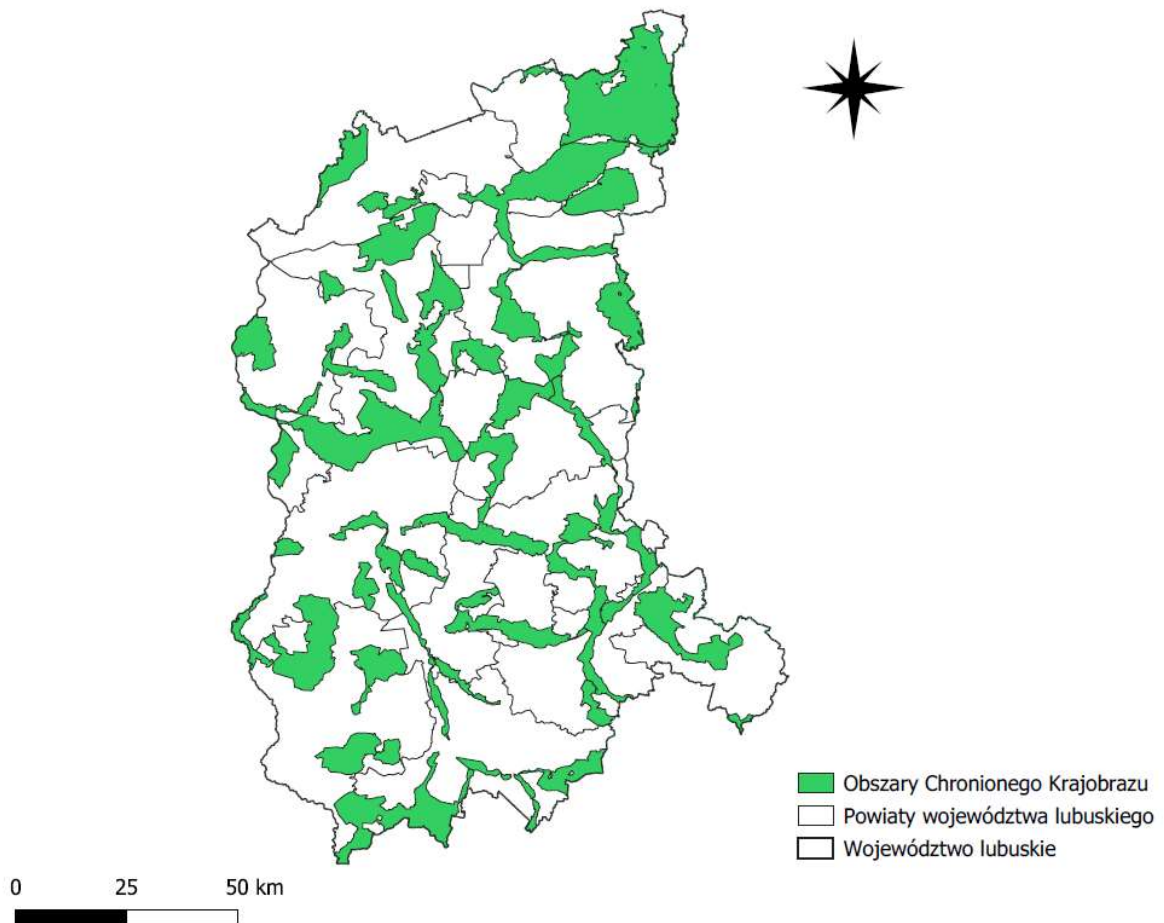 Obszary Chronionego Krajobrazu
Powiaty województwa lubuskiego
Województwo lubuskie
0 25 50 km